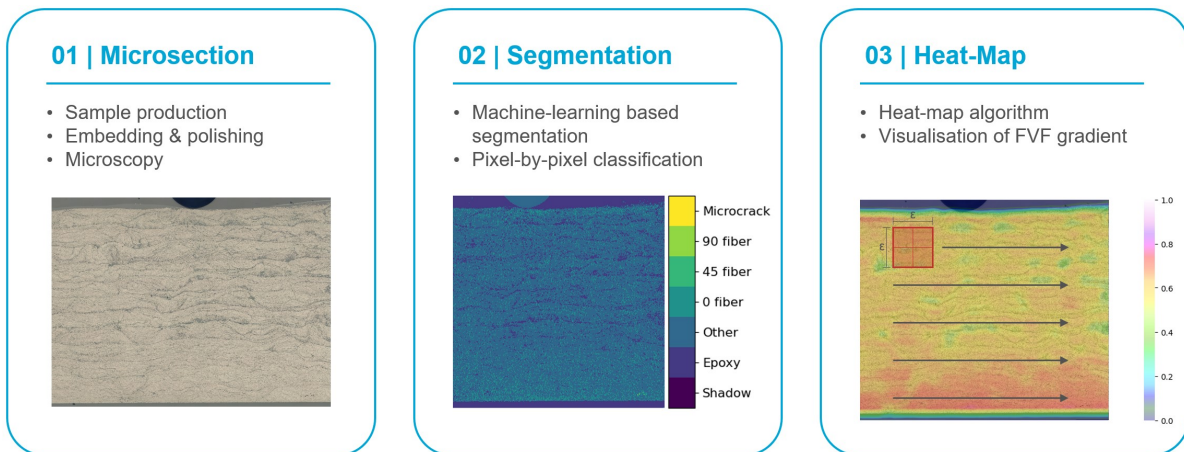 01 | Microsection
• Sample production
• Embedding & polishing
• Microscopy
02 | Segmentation
• Machine-learning based
segmentation
• Pixel-by-pixel classification
Microcrack
90 fiber
45 fiber
0 fiber
Other
Epoxy
Shadow
03 | Heat-Map
• Heat-map algorithm
• Visualisation of FVF gradient
ε
ε
1.0
0.8
0.6
0.4
0.2
0.0